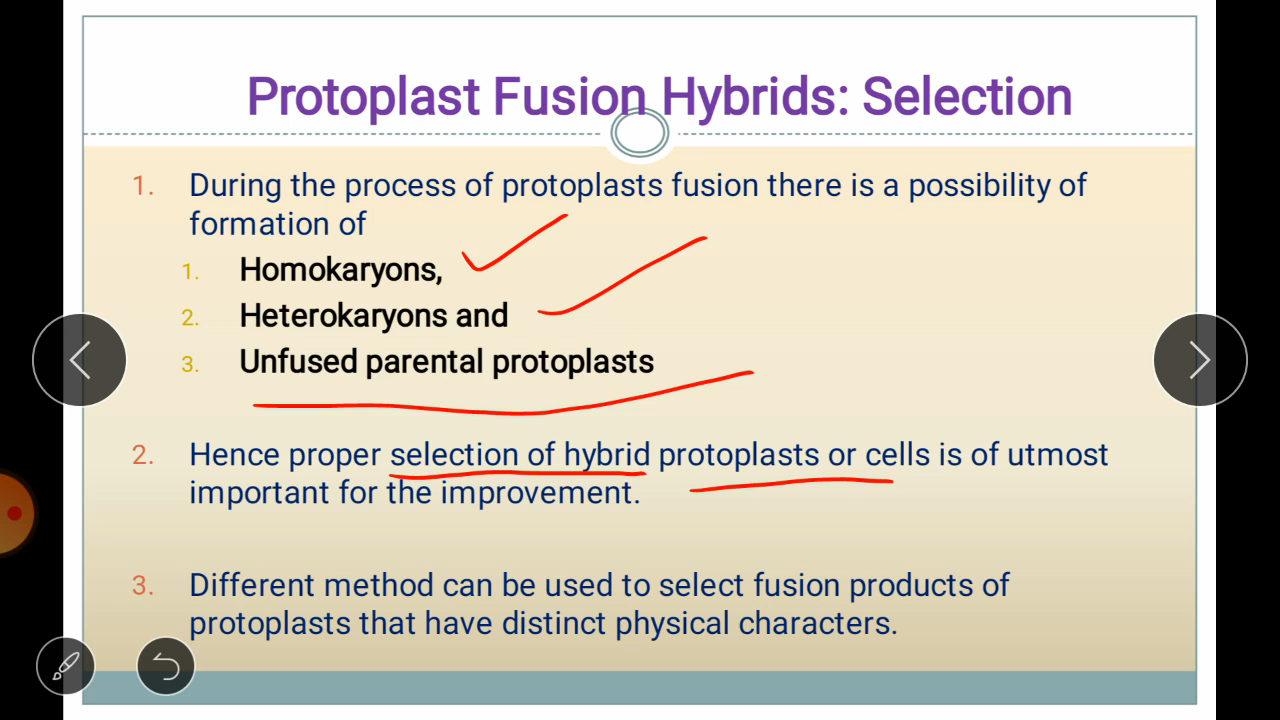 Protoplast Fusion Hybrids: Selection
1. During the process of protoplasts fusion there is a possibility of
formation of
1. Homokaryons,
2. Heterokaryons and
3. Unfused parental protoplasts
2. Hence proper selection of hybrid protoplasts or cells is of utmost
important for the improvement.
3. Different method can be used to select fusion products of
protoplasts that have distinct physical characters.